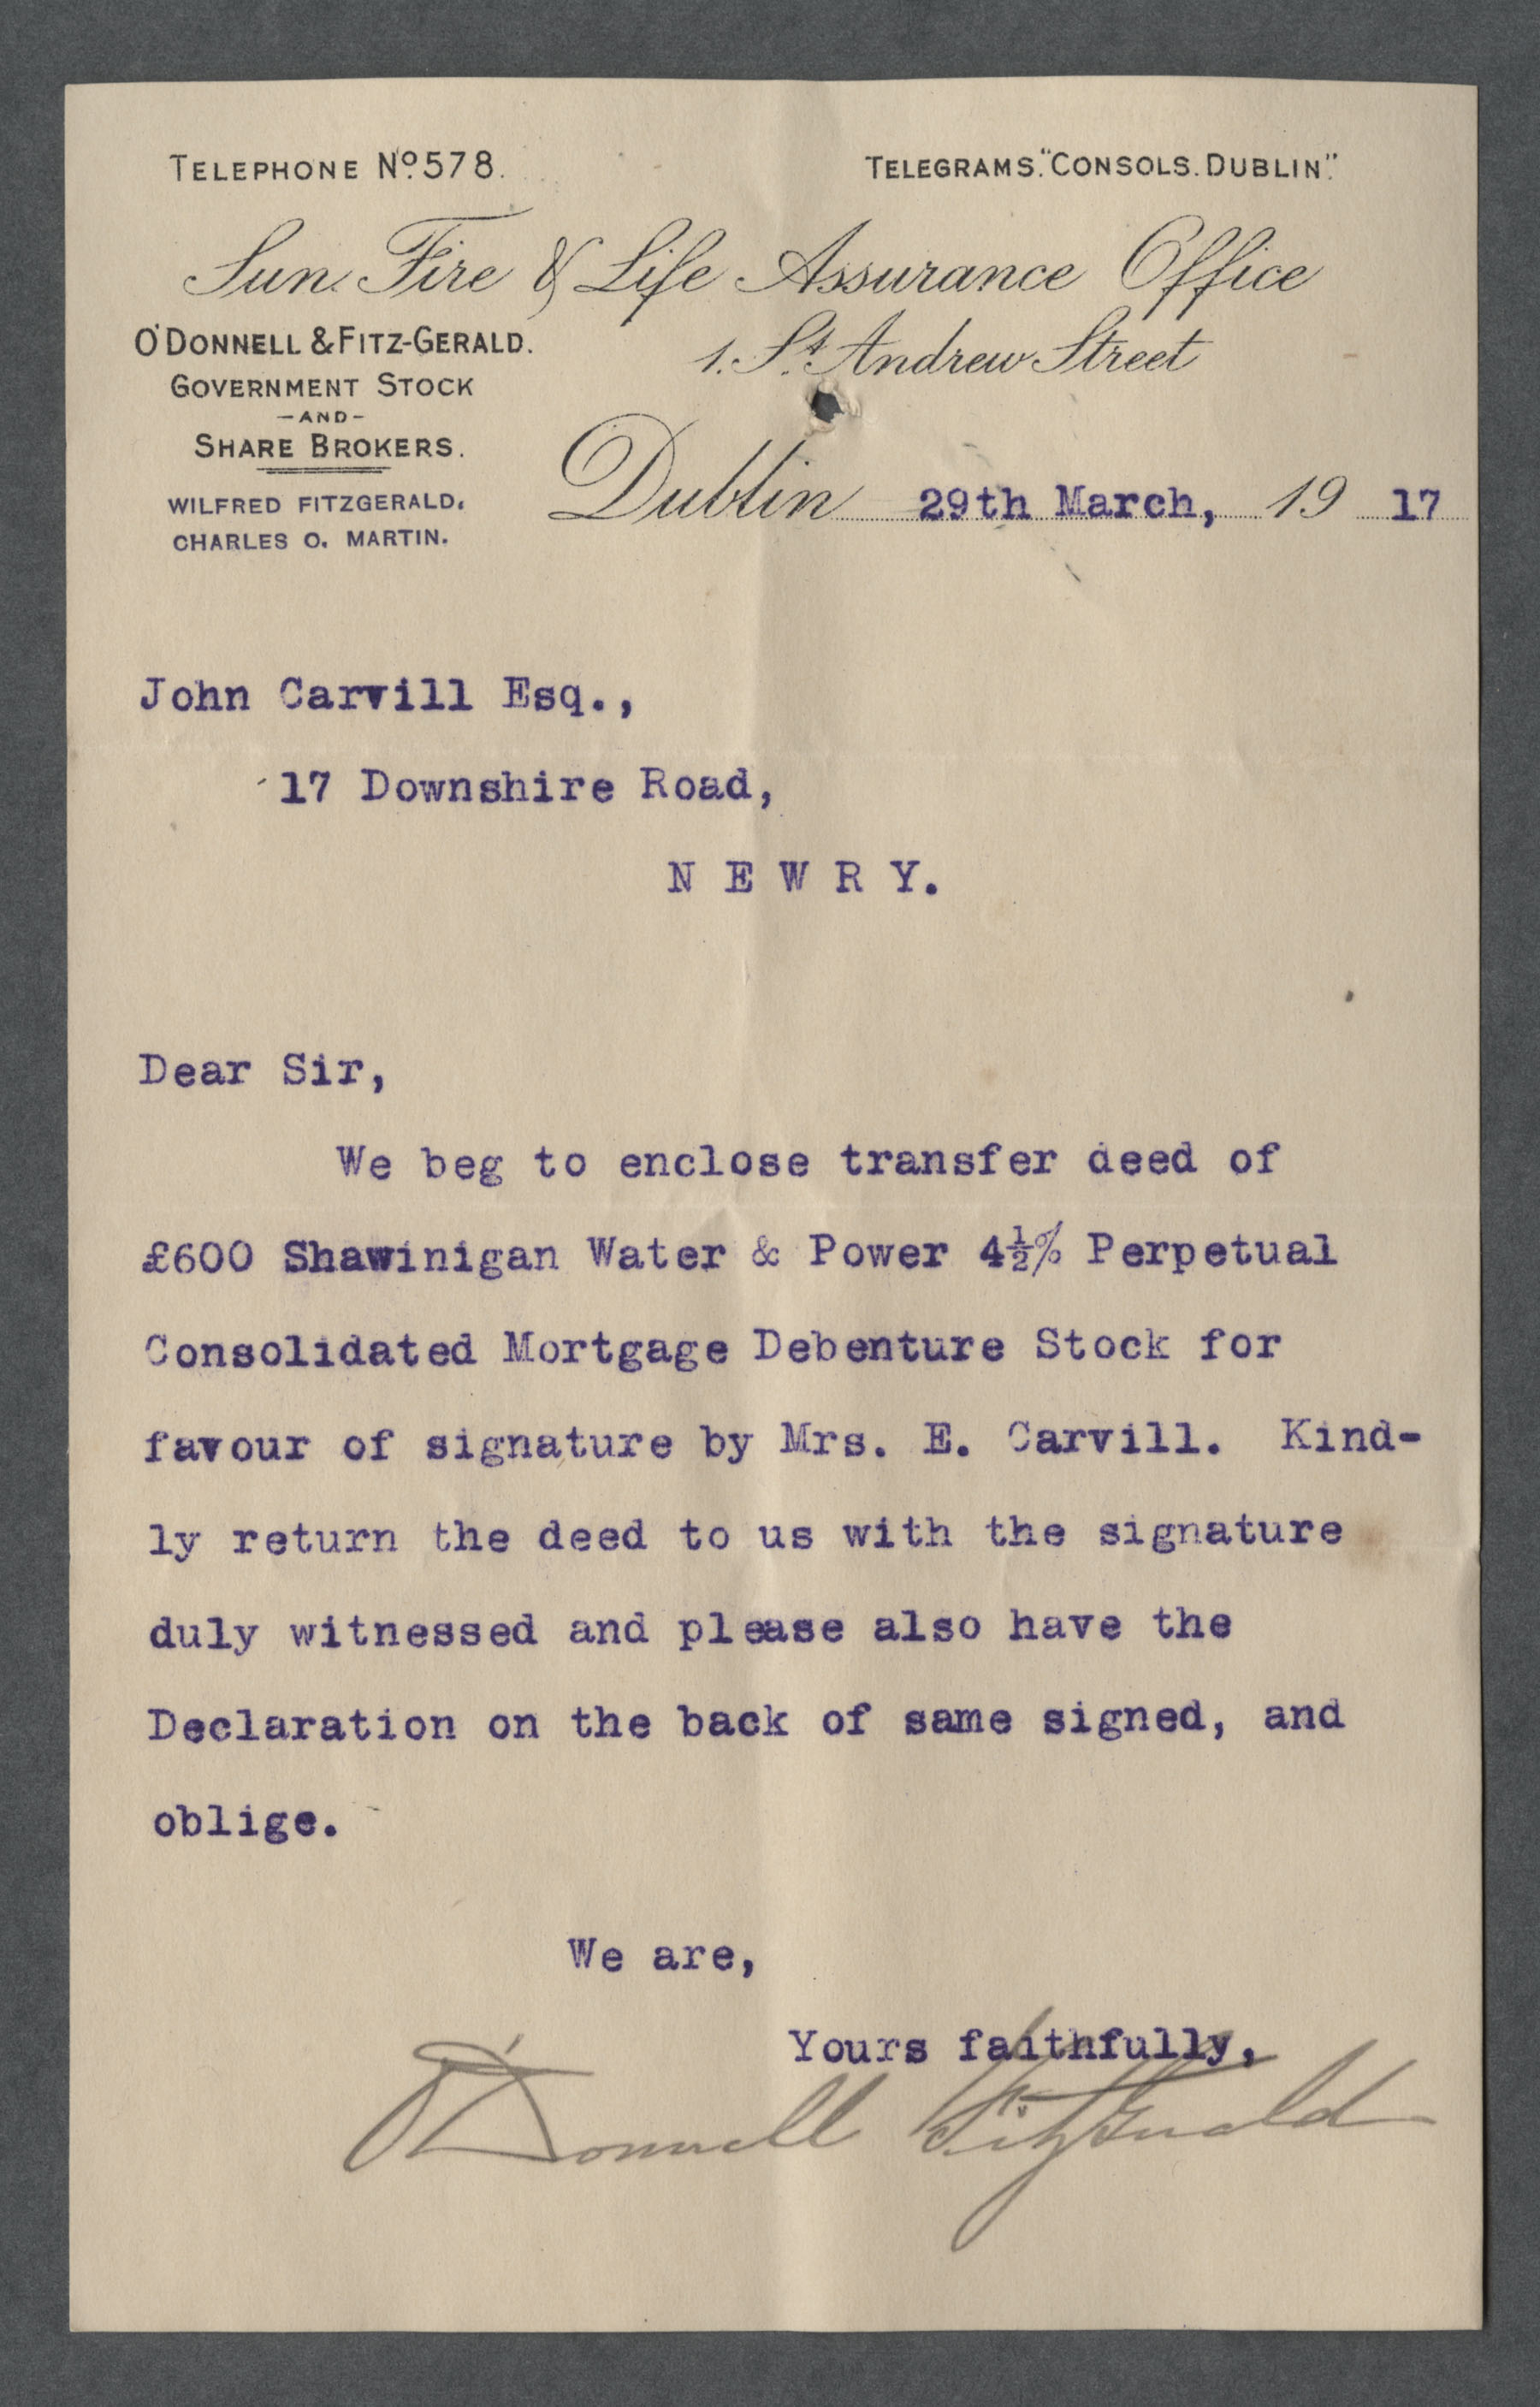 TELEPHONE No. 578.
TELEGRAMS. "CONSOLS. DUBLIN".
Sun Fire & Life Assurance Office
O'DONNELL & FITZ-GERALD.
1. St. Andrew Street
GOVERNMENT STOCK
-AND-
SHARE BROKERS.
WILFRED FITZGERALD.
CHARLES O. MARTIN.
Dublin 29th March, 19 17
John Carvill Esq.,
17 Downshire Road,
N E W R Y.
Dear Sir,
We beg to enclose transfer deed of
£600 Shawinigan Water & Power 4½% Perpetual
Consolidated Mortgage Debenture Stock for
favour of signature by Mrs. E. Carvill. Kind-
ly return the deed to us with the signature
duly witnessed and please also have the
Declaration on the back of same signed, and
oblige.
We are,
Yours faithfully,
O'Donnell Fitzgerald